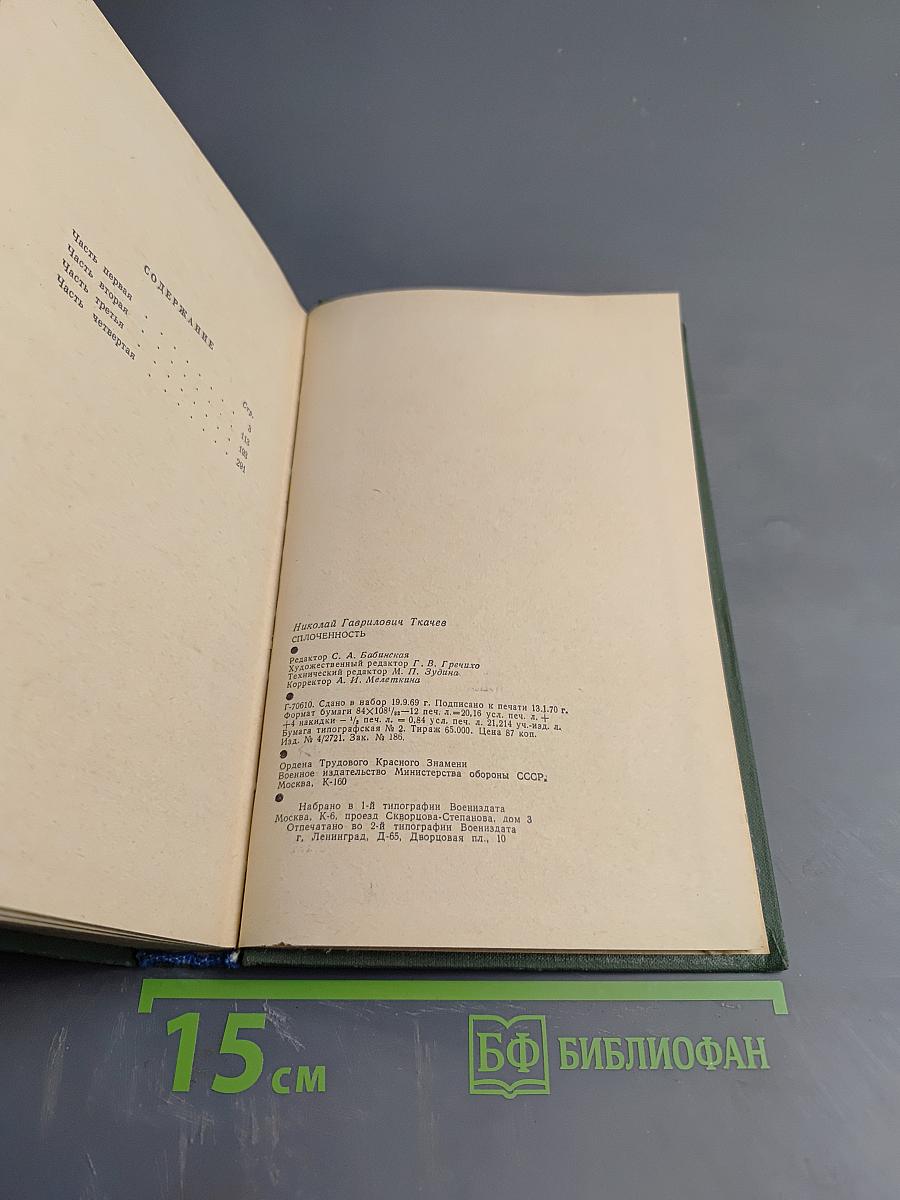 СОДЕРЖАНИЕ
Стр.
Часть первая . . . . . . . 3
Часть вторая . . . . . . . 113
Часть третья . . . . . . . 193
Часть четвертая . . . . . . 291
Николай Гаврилович Ткачев
СПЛОЧЕННОСТЬ
Редактор С. А. Бабинская
Художественный редактор Г. В. Гречихо
Технический редактор М. П. Зудина
Корректор А. И. Мелеткина
Г-70610. Сдано в набор 19.9.69 г. Подписано к печати 13.1.70 г.
Формат бумаги 84×108¹/₃₂—12 печ. л.=20,16 усл. печ. л. +
+4 накидки — ¹/₂ печ. л. = 0,84 усл. печ. л. 21,214 уч.-изд. л.
Бумага типографская № 2. Тираж 65.000. Цена 87 коп.
Изд. № 4/2721. Зак. № 186.
Ордена Трудового Красного Знамени
Военное издательство Министерства обороны СССР.
Москва, К-160
Набрано в 1-й типографии Воениздата
Москва, К-6, проезд Скворцова-Степанова, дом 3
Отпечатано во 2-й типографии Воениздата
г. Ленинград, Д-65, Дворцовая пл., 10
15 см
БФ БИБЛИОФАН